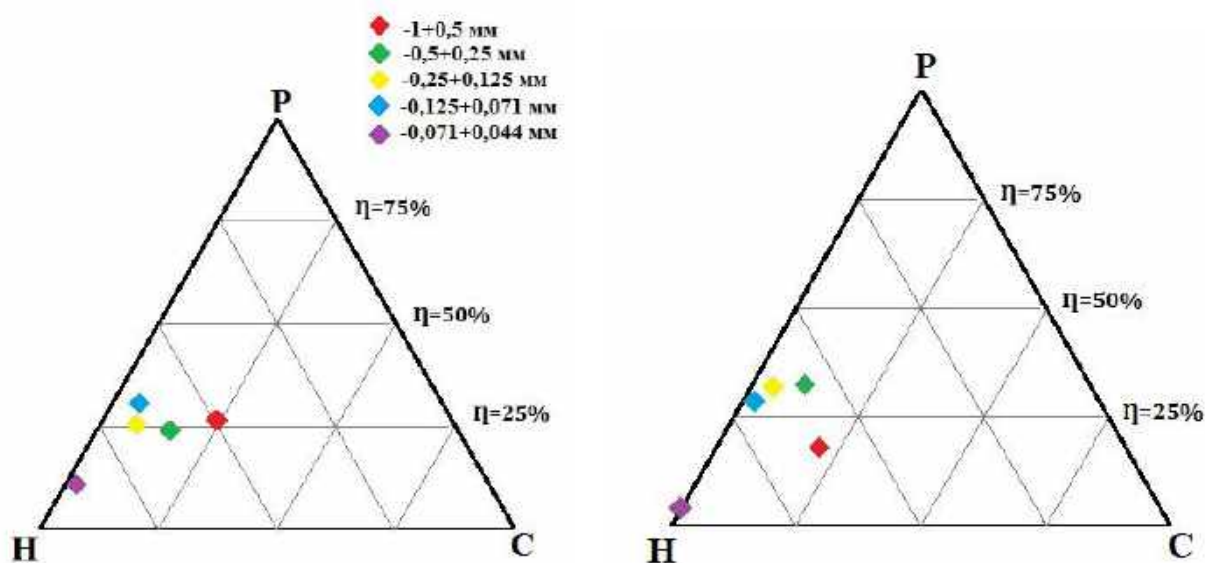 -1+0,5 мм
-0,5+0,25 мм
-0,25+0,125 мм
-0,125+0,071 мм
-0,071+0,044 мм
Р
η=75%
η=50%
η=25%
Н
С
Р
η=75%
η=50%
η=25%
Н
С